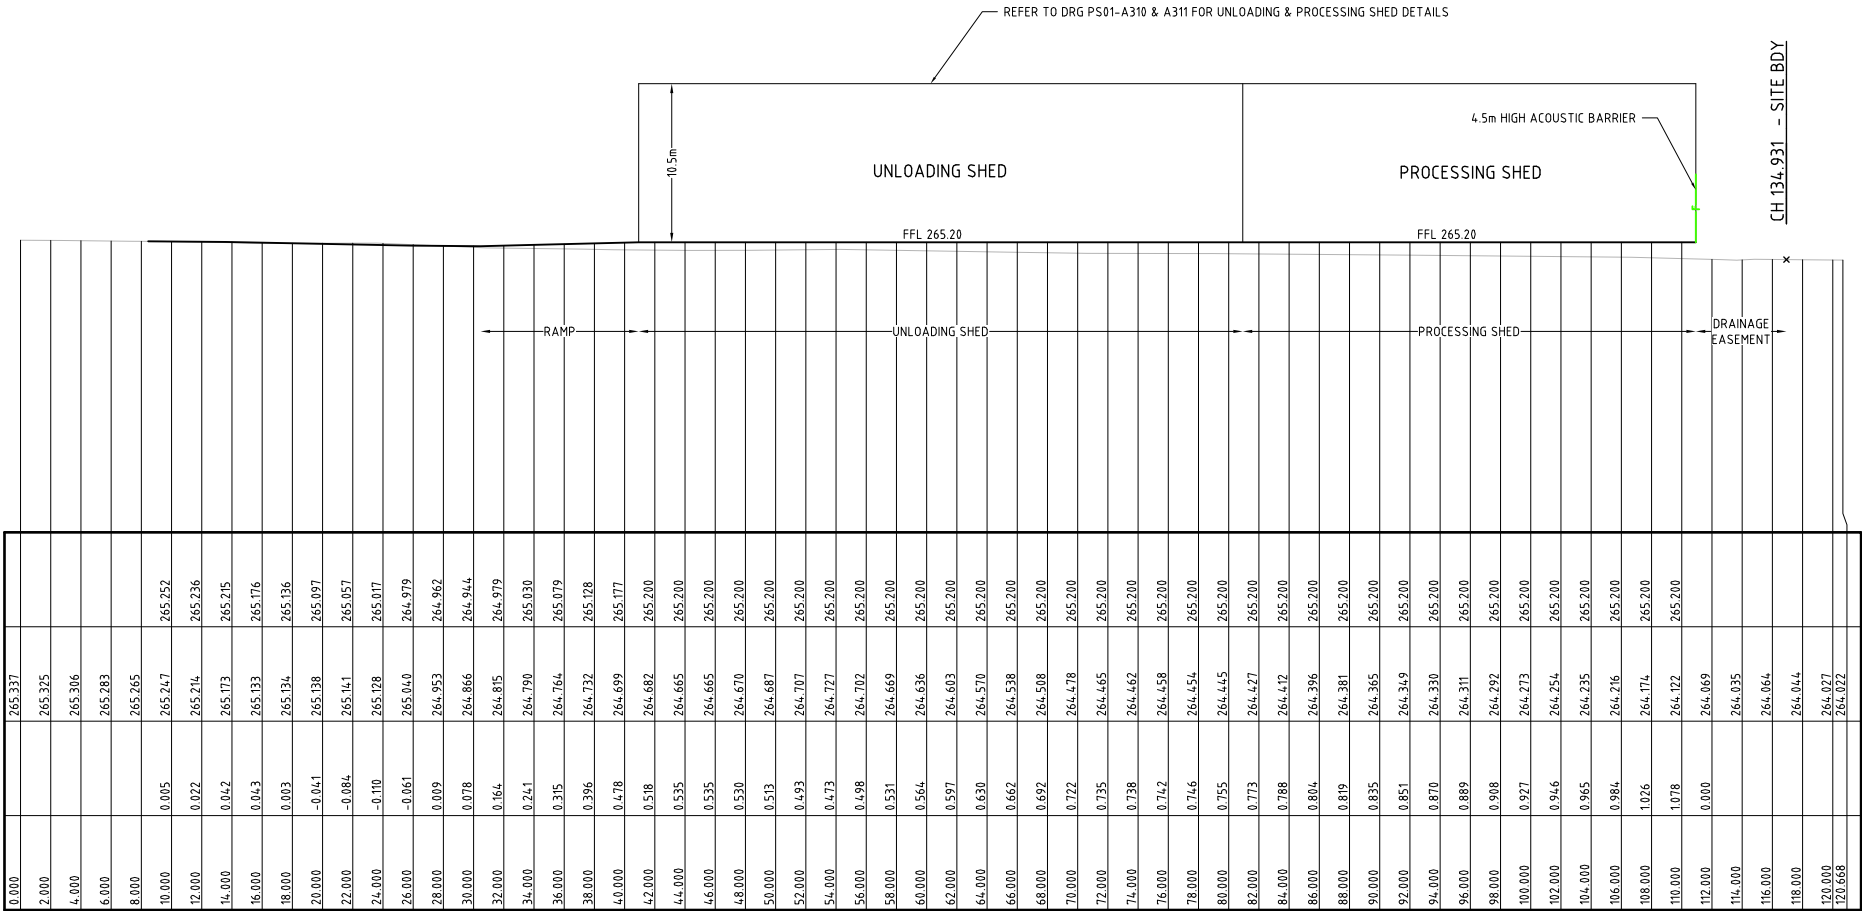 REFER TO DRG PS01-A310 & A311 FOR UNLOADING & PROCESSING SHED DETAILS
CH 134.931 - SITE BDY
4.5m HIGH ACOUSTIC BARRIER
10.5m
UNLOADING SHED
PROCESSING SHED
FFL 265.20
FFL 265.20
RAMP
UNLOADING SHED
PROCESSING SHED
DRAINAGE
EASEMENT
265.252 265.236 265.215 265.176 265.136 265.097 265.057 265.017 264.979 264.962 264.944 264.979 265.030 265.079 265.128 265.177 265.200 265.200 265.200 265.200 265.200 265.200 265.200 265.200 265.200 265.200 265.200 265.200 265.200 265.200 265.200 265.200 265.200 265.200 265.200 265.200 265.200 265.200 265.200 265.200 265.200 265.200 265.200 265.200 265.200 265.200 265.200 265.200 265.200 265.200 265.200
265.337 265.325 265.306 265.283 265.265 265.247 265.214 265.173 265.133 265.134 265.138 265.141 265.128 265.040 264.953 264.866 264.815 264.790 264.764 264.732 264.699 264.682 264.665 264.665 264.670 264.687 264.707 264.727 264.702 264.669 264.636 264.603 264.570 264.538 264.508 264.478 264.465 264.462 264.458 264.454 264.445 264.427 264.412 264.396 264.381 264.365 264.349 264.330 264.311 264.292 264.273 264.254 264.235 264.216 264.174 264.122 264.069 264.035 264.064 264.044 264.027 264.022
0.005 0.022 0.042 0.043 0.003 -0.041 -0.084 -0.110 -0.061 0.009 0.078 0.164 0.241 0.315 0.396 0.478 0.518 0.535 0.535 0.530 0.513 0.493 0.473 0.498 0.531 0.564 0.597 0.630 0.662 0.692 0.722 0.735 0.738 0.742 0.746 0.755 0.773 0.788 0.804 0.819 0.835 0.851 0.870 0.889 0.908 0.927 0.946 0.965 0.984 1.026 1.078 0.000
0.000 2.000 4.000 6.000 8.000 10.000 12.000 14.000 16.000 18.000 20.000 22.000 24.000 26.000 28.000 30.000 32.000 34.000 36.000 38.000 40.000 42.000 44.000 46.000 48.000 50.000 52.000 54.000 56.000 58.000 60.000 62.000 64.000 66.000 68.000 70.000 72.000 74.000 76.000 78.000 80.000 82.000 84.000 86.000 88.000 90.000 92.000 94.000 96.000 98.000 100.000 102.000 104.000 106.000 108.000 110.000 112.000 114.000 116.000 118.000 120.000 120.668